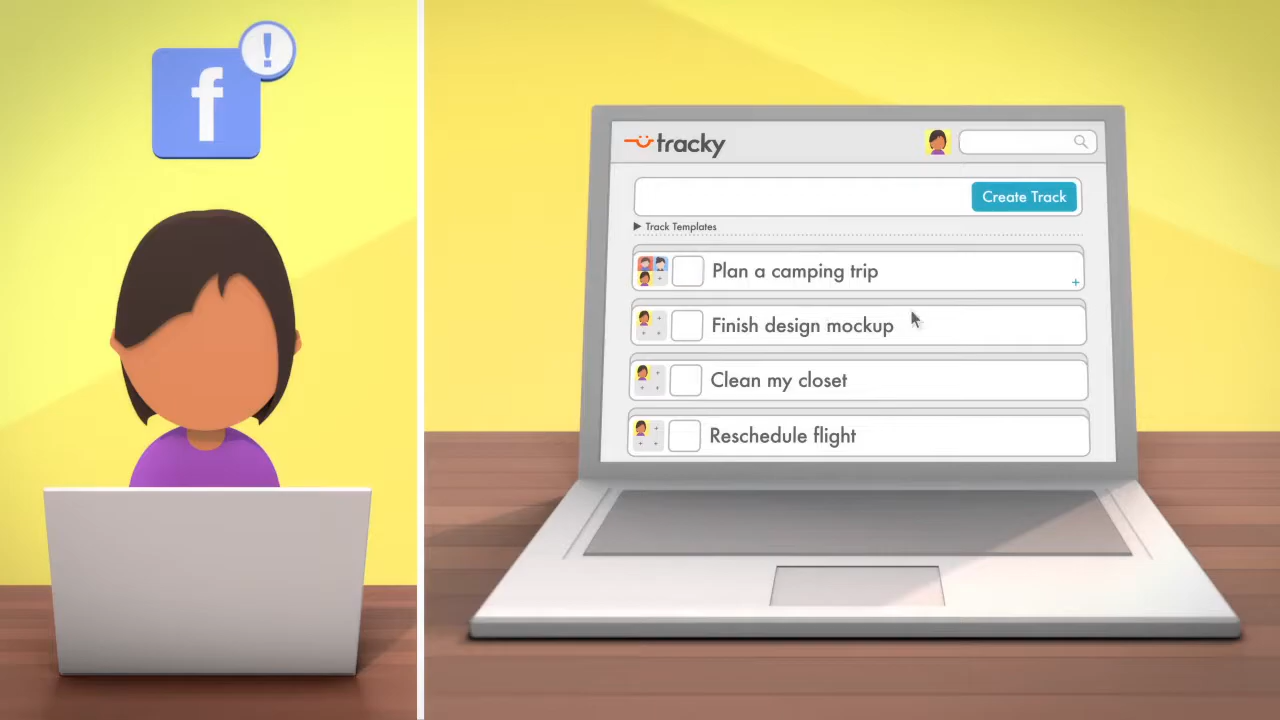 f
!
tracky
Create Track
Track Templates
Plan a camping trip
Finish design mockup
Clean my closet
Reschedule flight